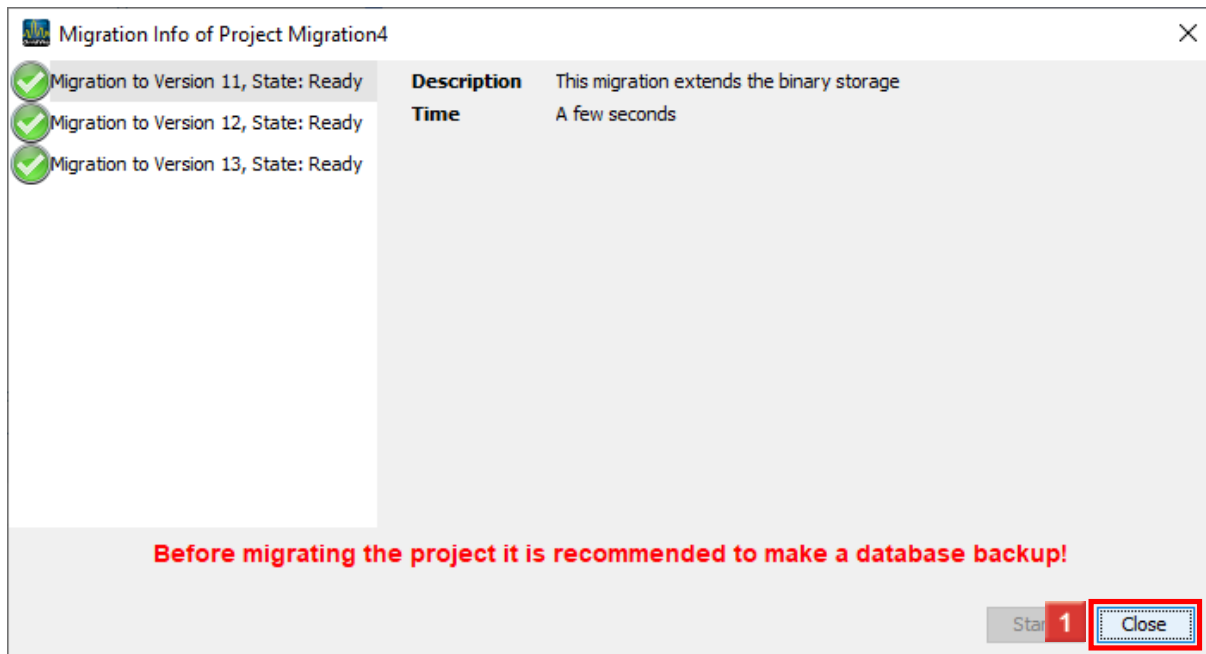 Migration Info of Project Migration4
Migration to Version 11, State: Ready
Migration to Version 12, State: Ready
Migration to Version 13, State: Ready
Description This migration extends the binary storage
Time A few seconds
Before migrating the project it is recommended to make a database backup!
1 Close